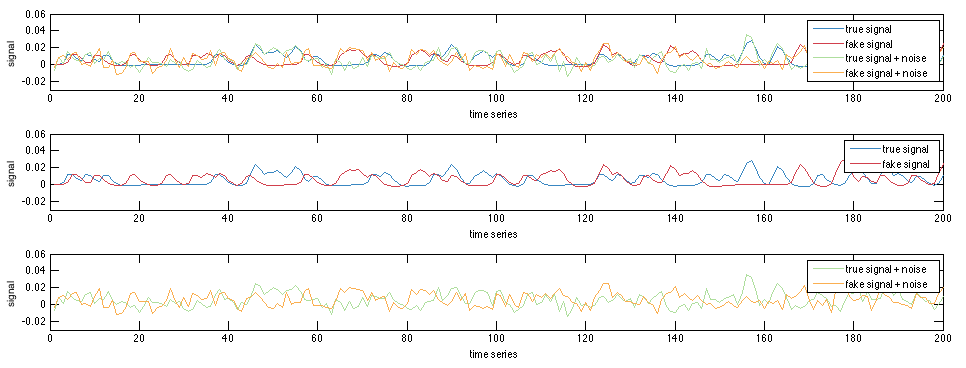 0.06
0.04
0.02
0
-0.02
signal
0 20 40 60 80 100 120 140 160 180 200
time series
true signal
fake signal
true signal + noise
fake signal + noise
0.06
0.04
0.02
0
-0.02
signal
0 20 40 60 80 100 120 140 160 180 200
time series
true signal
fake signal
0.06
0.04
0.02
0
-0.02
signal
0 20 40 60 80 100 120 140 160 180 200
time series
true signal + noise
fake signal + noise